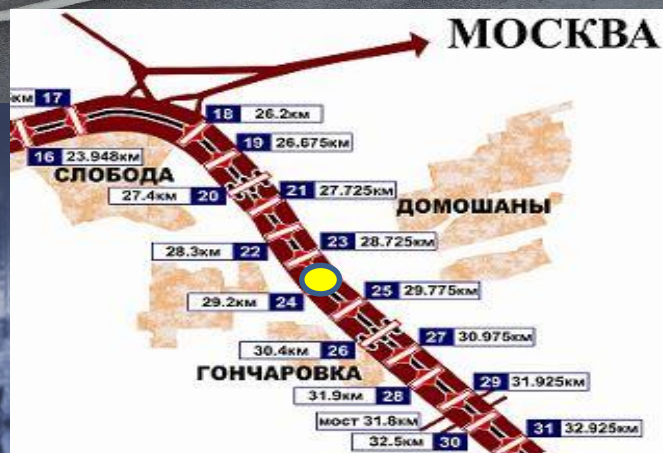 МОСКВА
км 17
18 26.2км
19 26.675км
16 23.948км
СЛОБОДА
27.4км 20
21 27.725км
ДОМОШАНЫ
28.3км 22
23 28.725км
29.2км 24
25 29.775км
27 30.975км
30.4км 26
ГОНЧАРОВКА
29 31.925км
31.9км 28
мост 31.8км
31 32.925км
32.5км 30